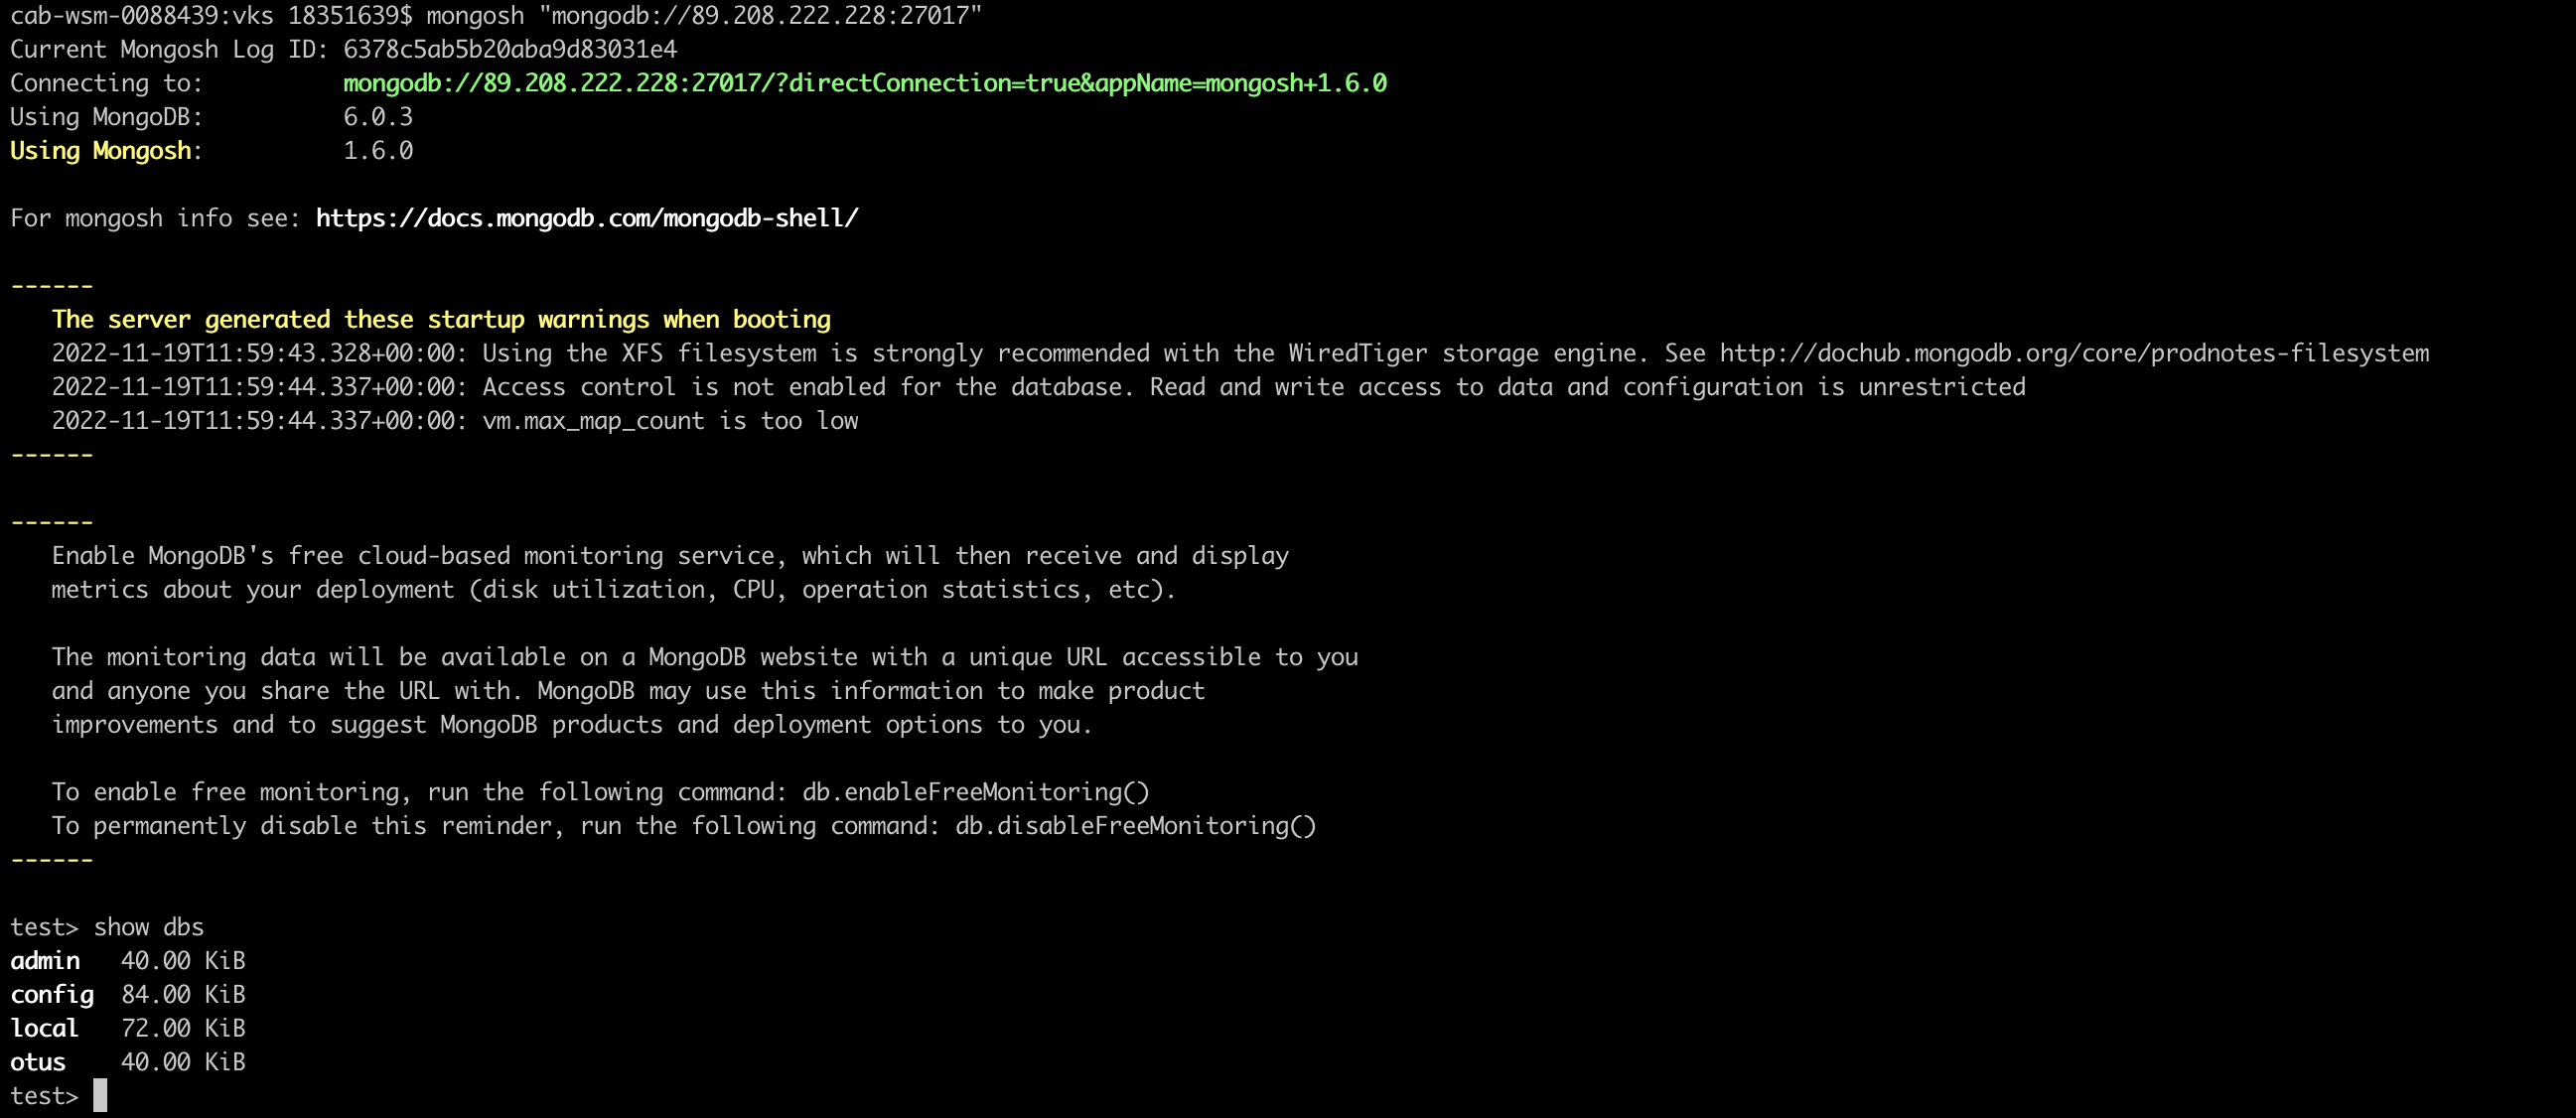 cab-wsm-0088439:vks 18351639$ mongosh "mongodb://89.208.222.228:27017"
Current Mongosh Log ID: 6378c5ab5b20aba9d83031e4
Connecting to:          mongodb://89.208.222.228:27017/?directConnection=true&appName=mongosh+1.6.0
Using MongoDB:          6.0.3
Using Mongosh:          1.6.0
For mongosh info see: https://docs.mongodb.com/mongodb-shell/
------
   The server generated these startup warnings when booting
   2022-11-19T11:59:43.328+00:00: Using the XFS filesystem is strongly recommended with the WiredTiger storage engine. See http://dochub.mongodb.org/core/prodnotes-filesystem
   2022-11-19T11:59:44.337+00:00: Access control is not enabled for the database. Read and write access to data and configuration is unrestricted
   2022-11-19T11:59:44.337+00:00: vm.max_map_count is too low
------
------
   Enable MongoDB's free cloud-based monitoring service, which will then receive and display
   metrics about your deployment (disk utilization, CPU, operation statistics, etc).
   The monitoring data will be available on a MongoDB website with a unique URL accessible to you
   and anyone you share the URL with. MongoDB may use this information to make product
   improvements and to suggest MongoDB products and deployment options to you.
   To enable free monitoring, run the following command: db.enableFreeMonitoring()
   To permanently disable this reminder, run the following command: db.disableFreeMonitoring()
------
test> show dbs
admin   40.00 KiB
config  84.00 KiB
local   72.00 KiB
otus    40.00 KiB
test>